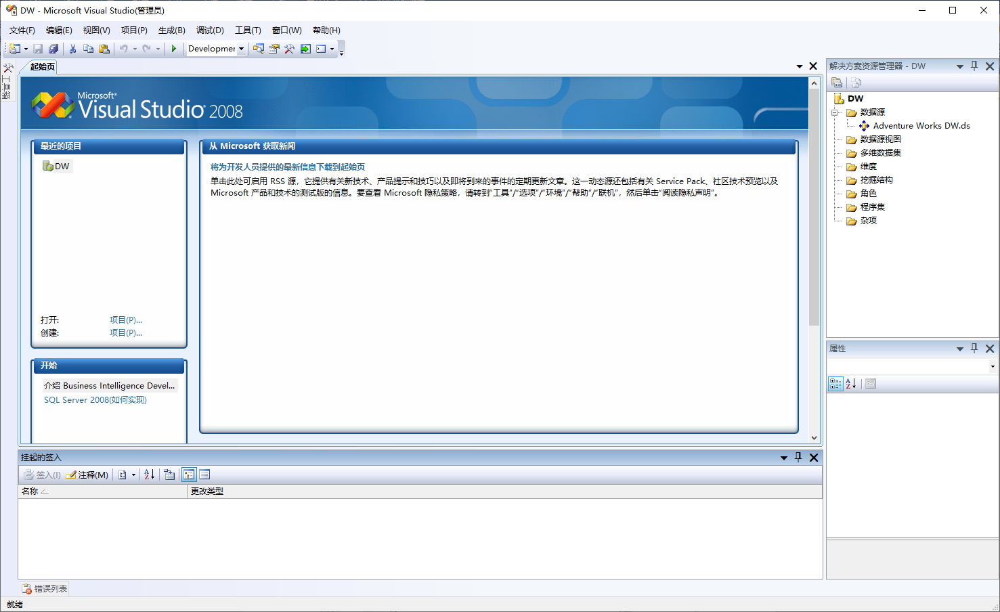 DW - Microsoft Visual Studio(管理员)
文件(F) 编辑(E) 视图(V) 项目(P) 生成(B) 调试(D) 工具(T) 窗口(W) 帮助(H)
Developmer
工具箱
起始页
Microsoft®
Visual Studio® 2008
最近的项目
DW
打开: 项目(P)...
创建: 项目(P)...
开始
介绍 Business Intelligence Devel...
SQL Server 2008(如何实现)
从 Microsoft 获取新闻
将为开发人员提供的最新信息下载到起始页
单击此处可启用 RSS 源，它提供有关新技术、产品提示和技巧以及即将到来的事件的定期更新文章。这一动态源还包括有关 Service Pack、社区技术预览以及
Microsoft 产品和技术的测试版的信息。要查看 Microsoft 隐私策略，请转到“工具”/“选项”/“环境”/“帮助”/“联机”，然后单击“阅读隐私声明”。
解决方案资源管理器 - DW
DW
数据源
Adventure Works DW.ds
数据源视图
多维数据集
维度
挖掘结构
角色
程序集
杂项
属性
挂起的签入
签入(I) 注释(M)
名称 更改类型
错误列表
就绪